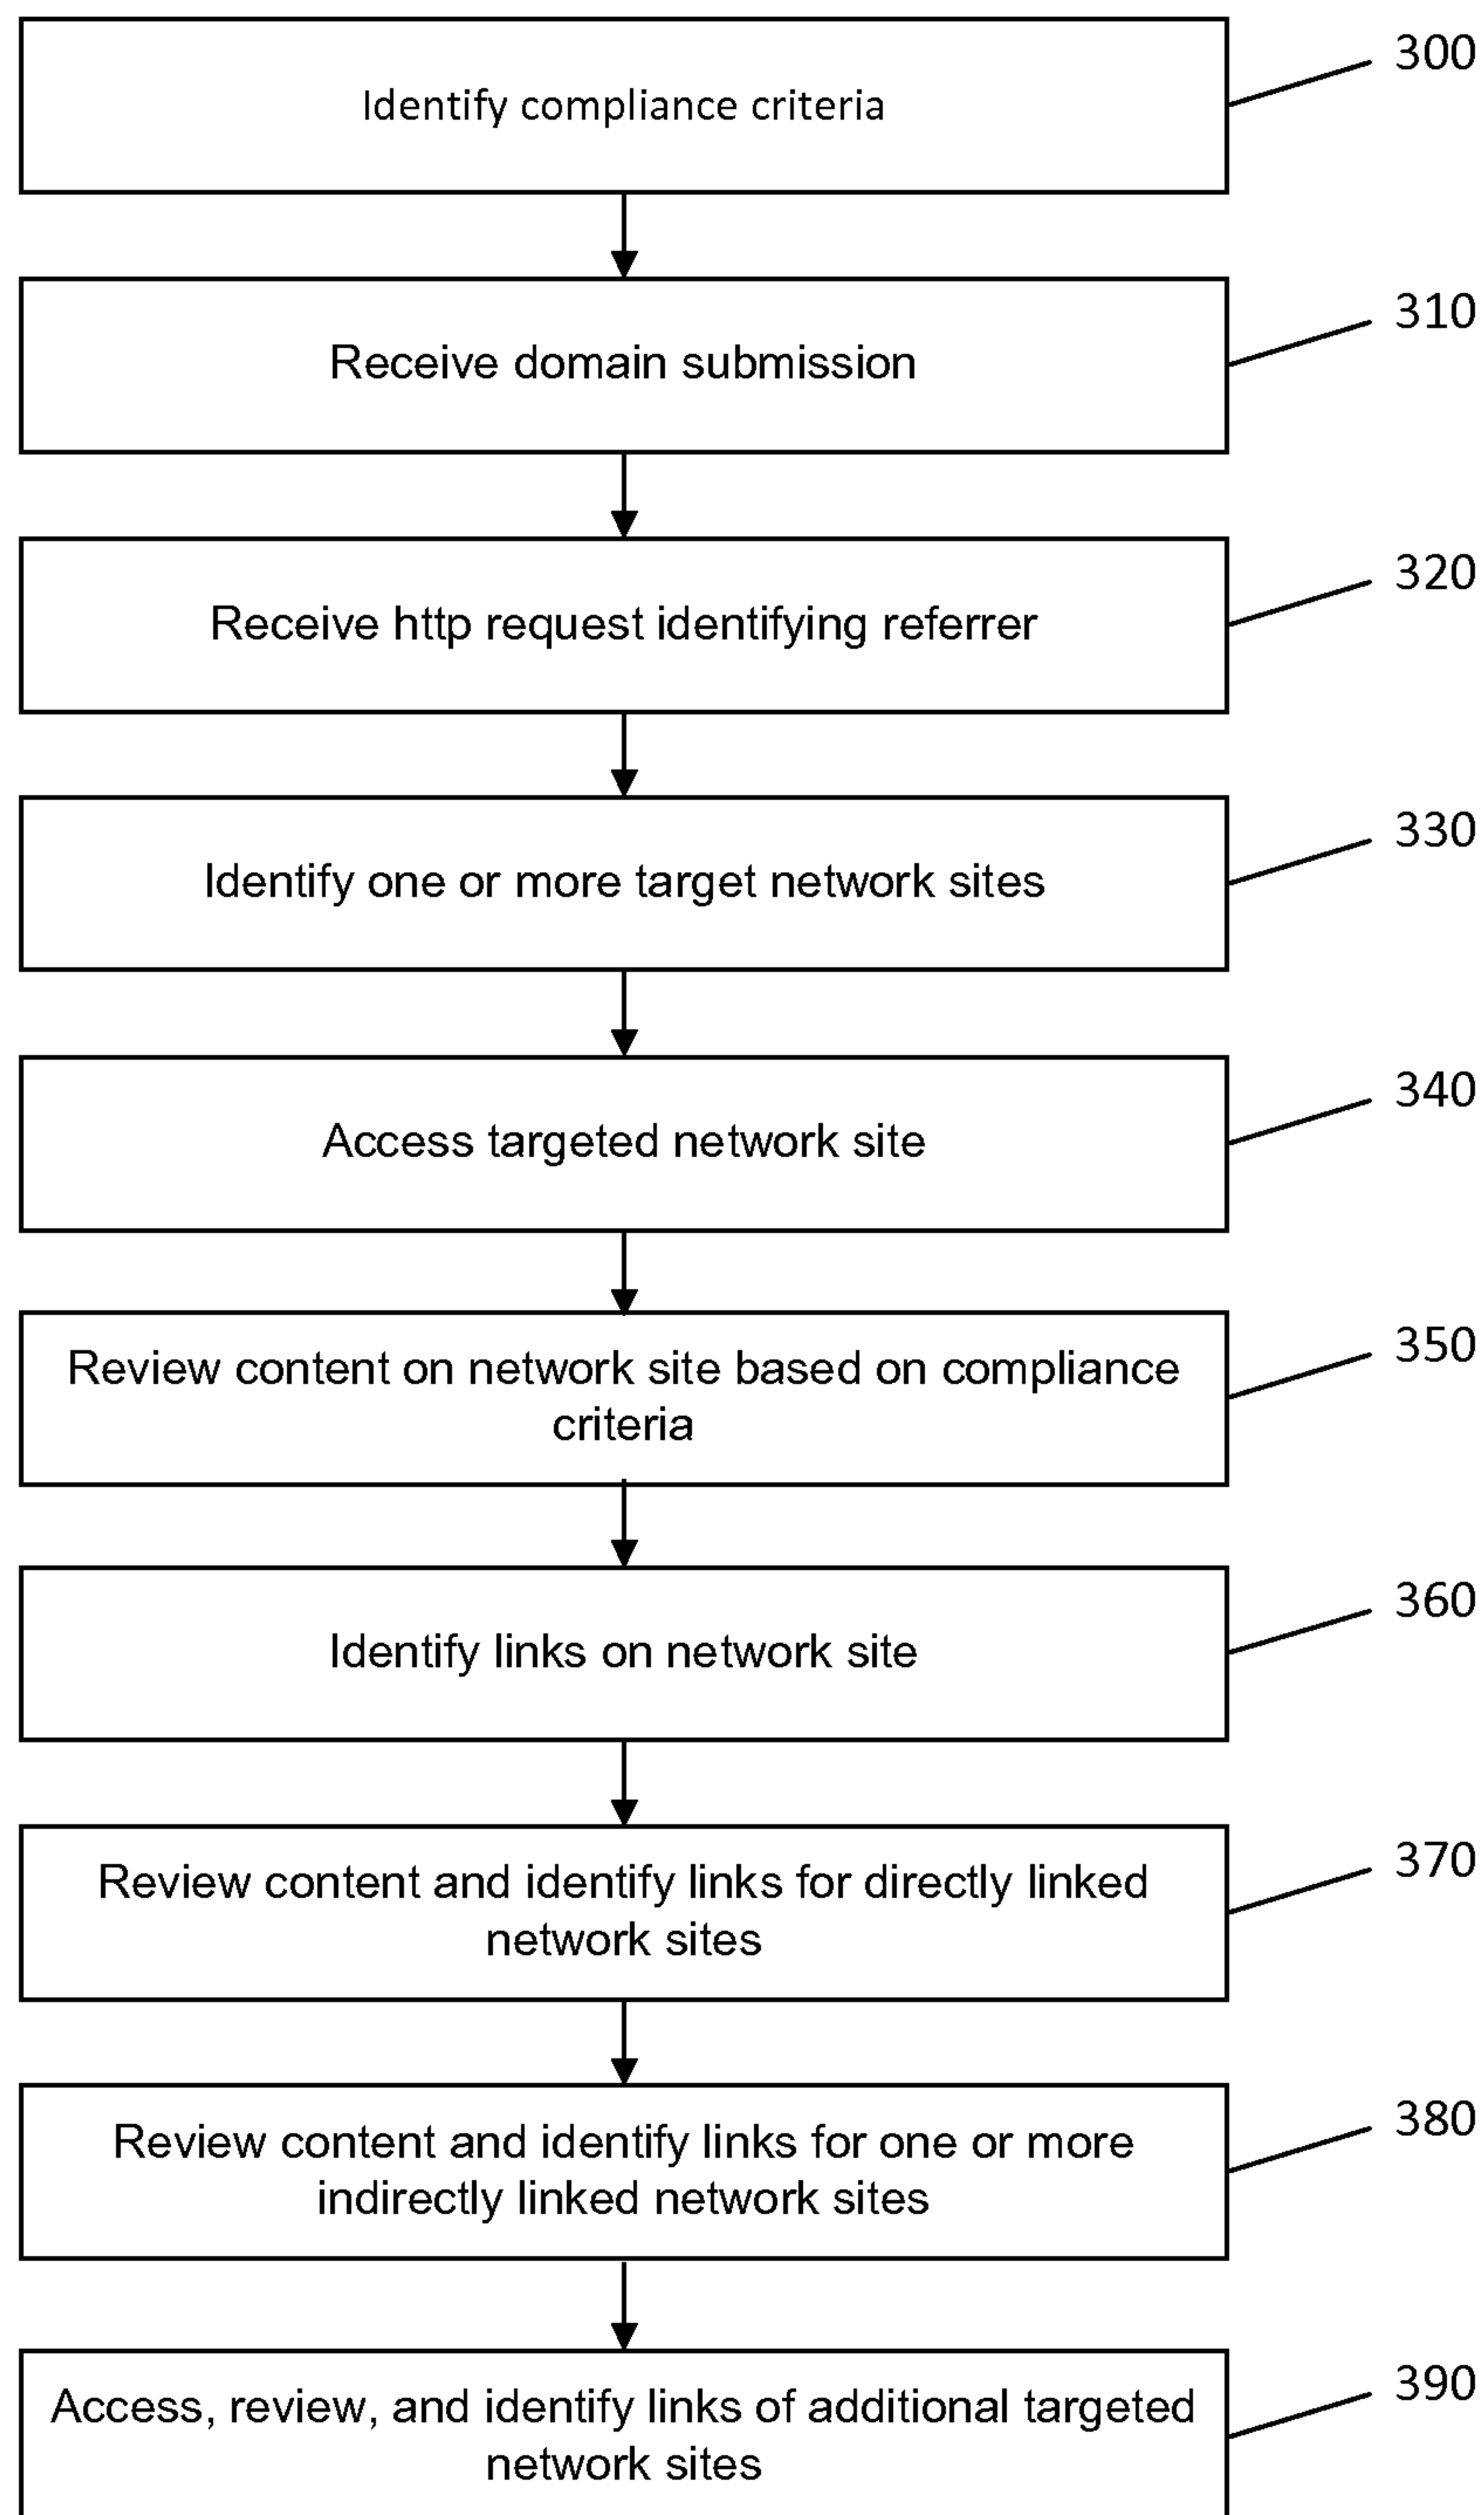 Identify compliance criteria
300
Receive domain submission
310
Receive http request identifying referrer
320
Identify one or more target network sites
330
Access targeted network site
340
Review content on network site based on compliance
criteria
350
Identify links on network site
360
Review content and identify links for directly linked
network sites
370
Review content and identify links for one or more
indirectly linked network sites
380
Access, review, and identify links of additional targeted
network sites
390